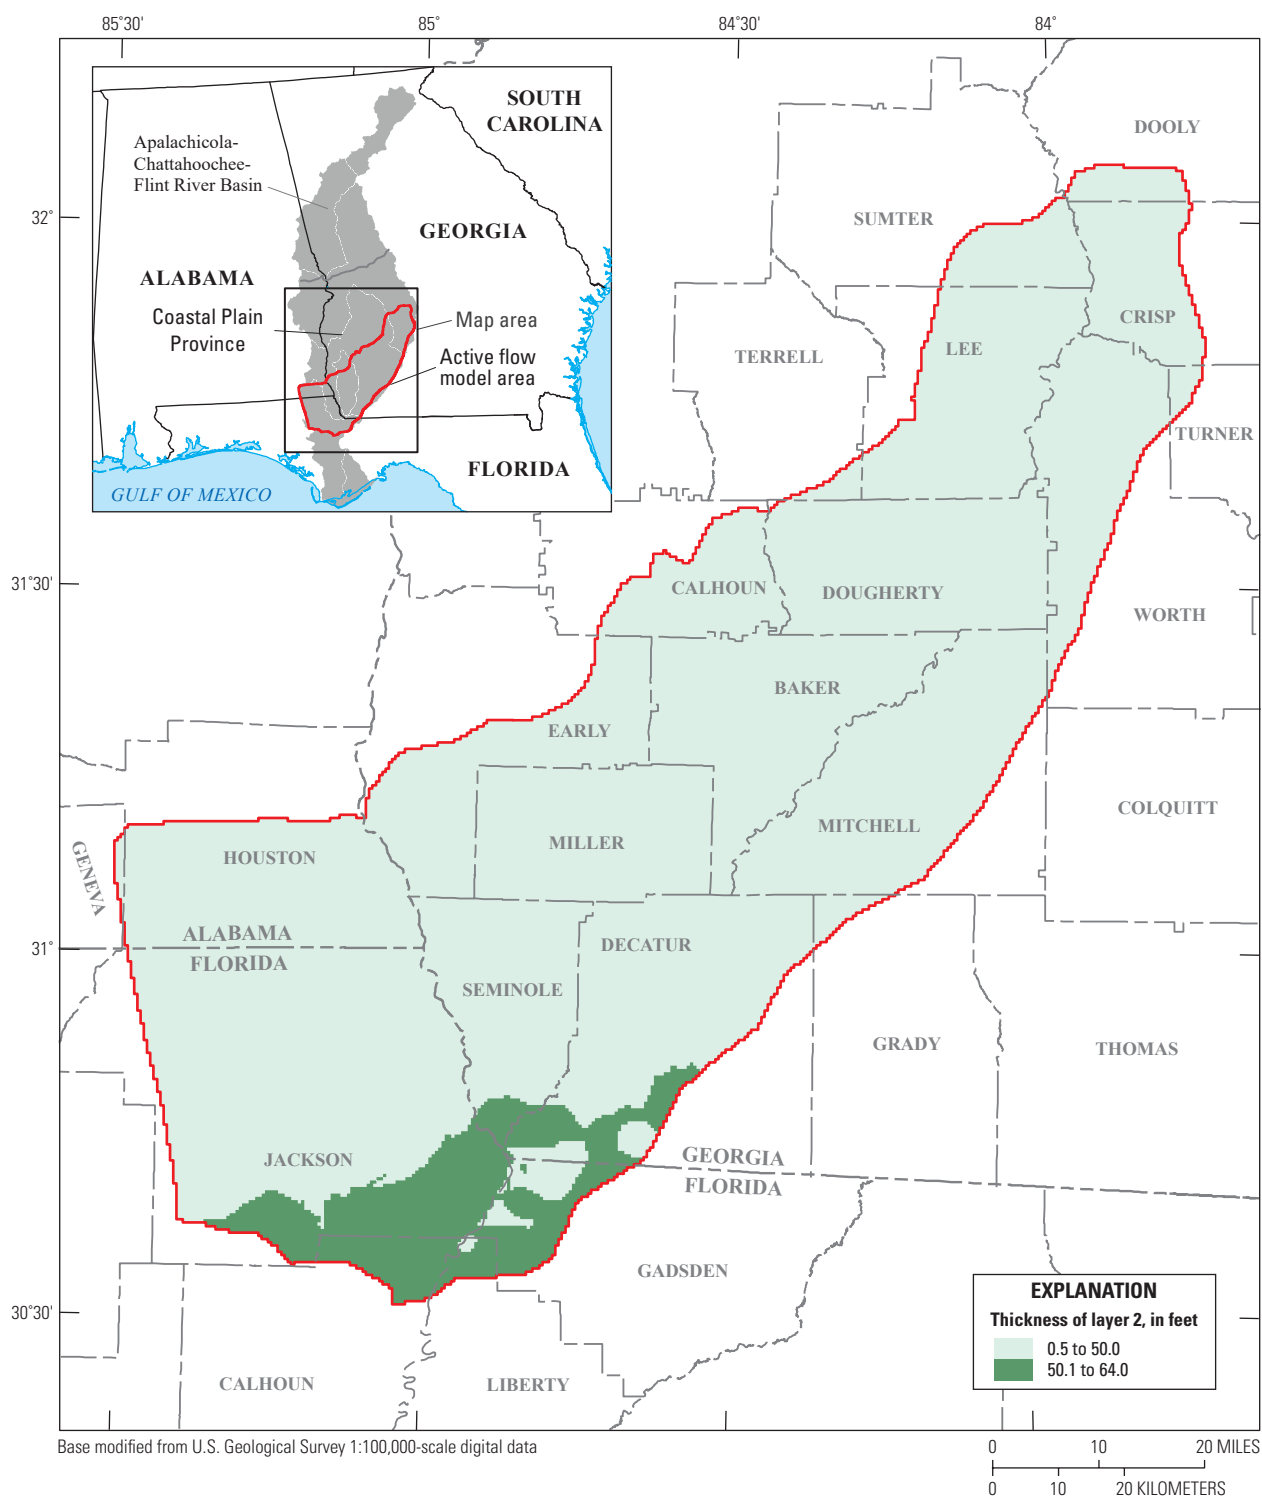 85˚30'
85˚
84˚30'
84˚
32˚
31˚30'
31˚
30˚30'
SOUTH
CAROLINA
Apalachicola-
Chattahoochee-
Flint River Basin
GEORGIA
ALABAMA
Coastal Plain
Province
Map area
Active flow
model area
FLORIDA
GULF OF MEXICO
DOOLY
SUMTER
CRISP
LEE
TERRELL
TURNER
CALHOUN
DOUGHERTY
WORTH
BAKER
EARLY
COLQUITT
MITCHELL
MILLER
HOUSTON
GENEVA
ALABAMA
FLORIDA
DECATUR
SEMINOLE
GRADY
THOMAS
JACKSON
GEORGIA
FLORIDA
GADSDEN
CALHOUN
LIBERTY
EXPLANATION
Thickness of layer 2, in feet
0.5 to 50.0
50.1 to 64.0
Base modified from U.S. Geological Survey 1:100,000-scale digital data
0 10 20 MILES
0 10 20 KILOMETERS